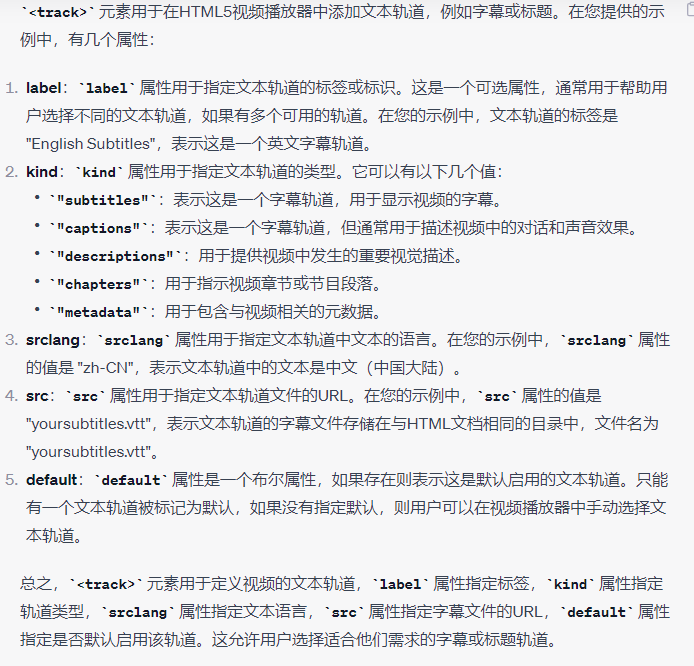 `<track>` 元素用于在HTML5视频播放器中添加文本轨道，例如字幕或标题。在您提供的示
例中，有几个属性：
1. label：`label` 属性用于指定文本轨道的标签或标识。这是一个可选属性，通常用于帮助用
户选择不同的文本轨道，如果有多个可用的轨道。在您的示例中，文本轨道的标签是
"English Subtitles"，表示这是一个英文字幕轨道。
2. kind：`kind` 属性用于指定文本轨道的类型。它可以有以下几个值：
• `"subtitles"`：表示这是一个字幕轨道，用于显示视频的字幕。
• `"captions"`：表示这是一个字幕轨道，但通常用于描述视频中的对话和声音效果。
• `"descriptions"`：用于提供视频中发生的重要视觉描述。
• `"chapters"`：用于指示视频章节或节目段落。
• `"metadata"`：用于包含与视频相关的元数据。
3. srclang：`srclang` 属性用于指定文本轨道中文本的语言。在您的示例中，`srclang` 属性
的值是 "zh-CN"，表示文本轨道中的文本是中文（中国大陆）。
4. src：`src` 属性用于指定文本轨道文件的URL。在您的示例中，`src` 属性的值是
"yoursubtitles.vtt"，表示文本轨道的字幕文件存储在与HTML文档相同的目录中，文件名为
"yoursubtitles.vtt"。
5. default：`default` 属性是一个布尔属性，如果存在则表示这是默认启用的文本轨道。只能
有一个文本轨道被标记为默认，如果没有指定默认，则用户可以在视频播放器中手动选择文
本轨道。
总之，`<track>` 元素用于定义视频的文本轨道，`label` 属性指定标签，`kind` 属性指定
轨道类型，`srclang` 属性指定文本语言，`src` 属性指定字幕文件的URL，`default` 属性
指定是否默认启用该轨道。这允许用户选择适合他们需求的字幕或标题轨道。